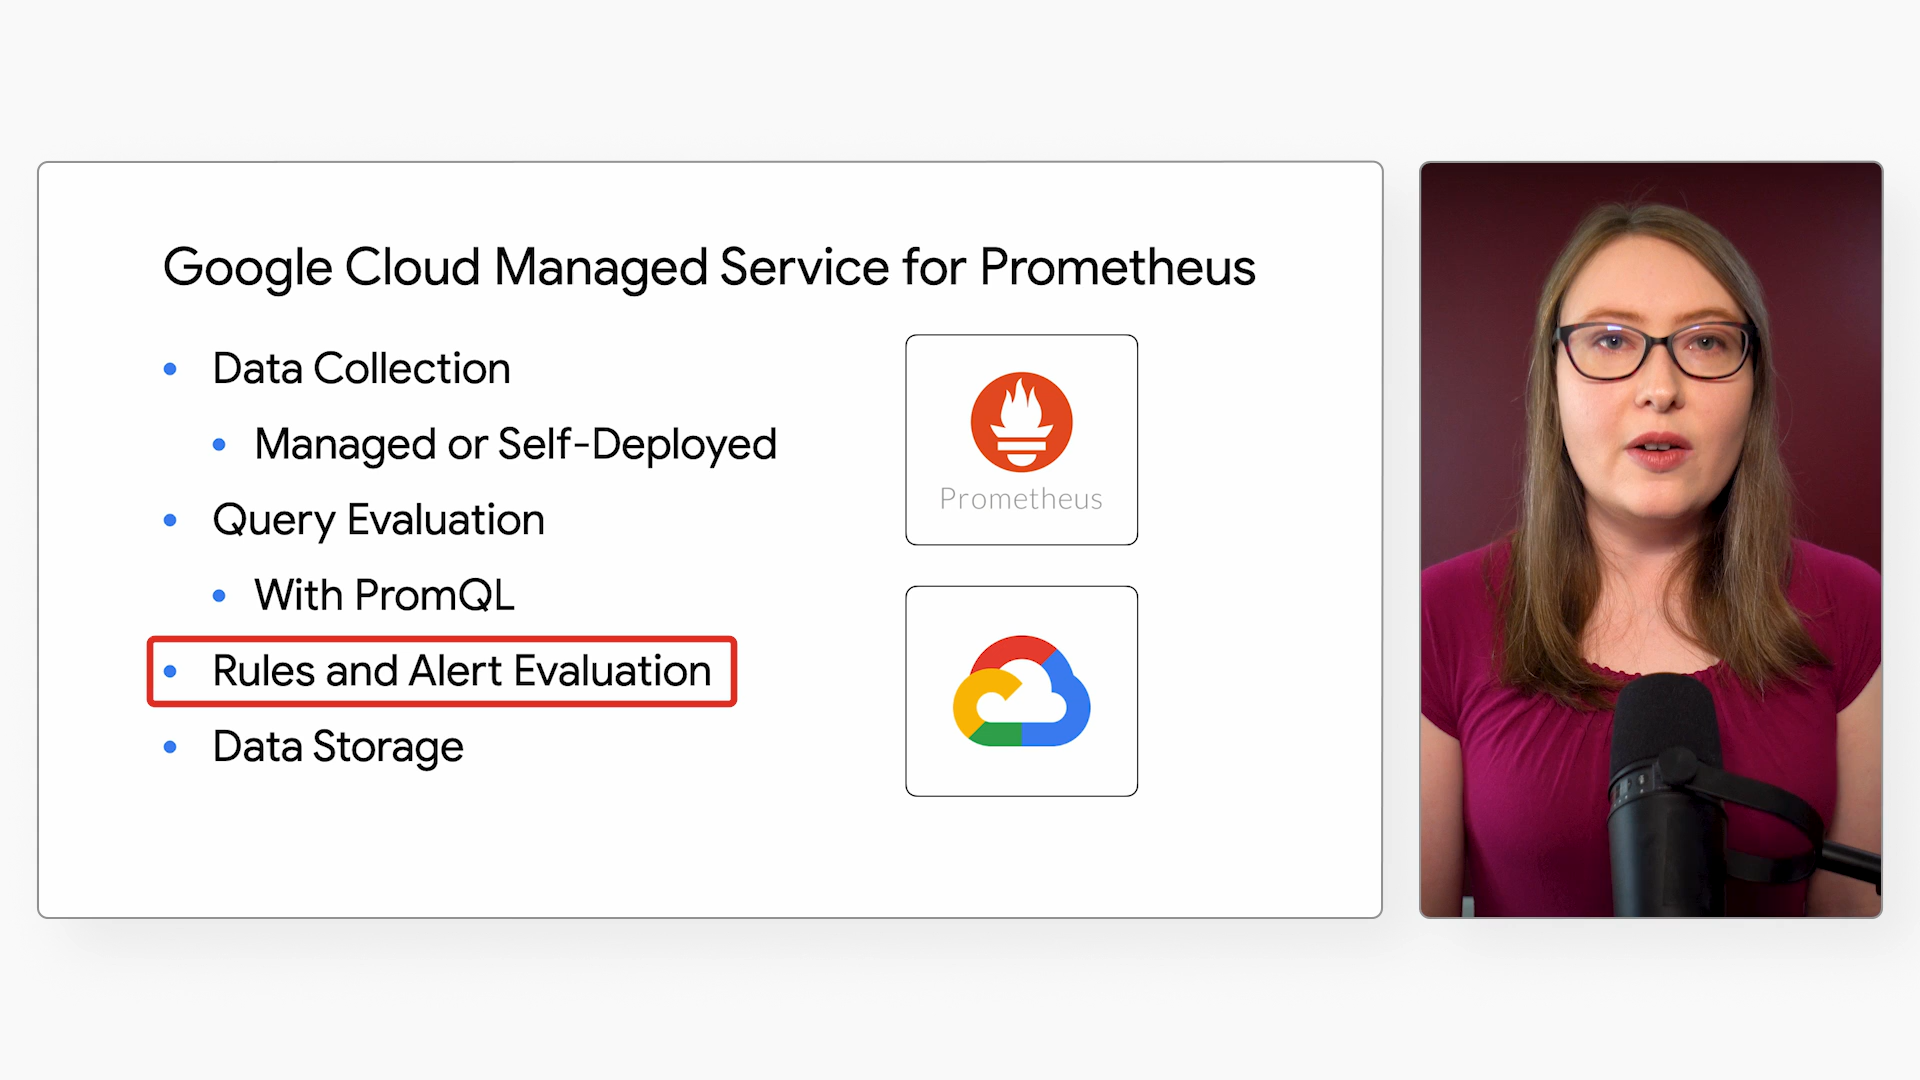 Google Cloud Managed Service for Prometheus
Data Collection
Managed or Self-Deployed
Query Evaluation
With PromQL
Rules and Alert Evaluation
Data Storage
Prometheus